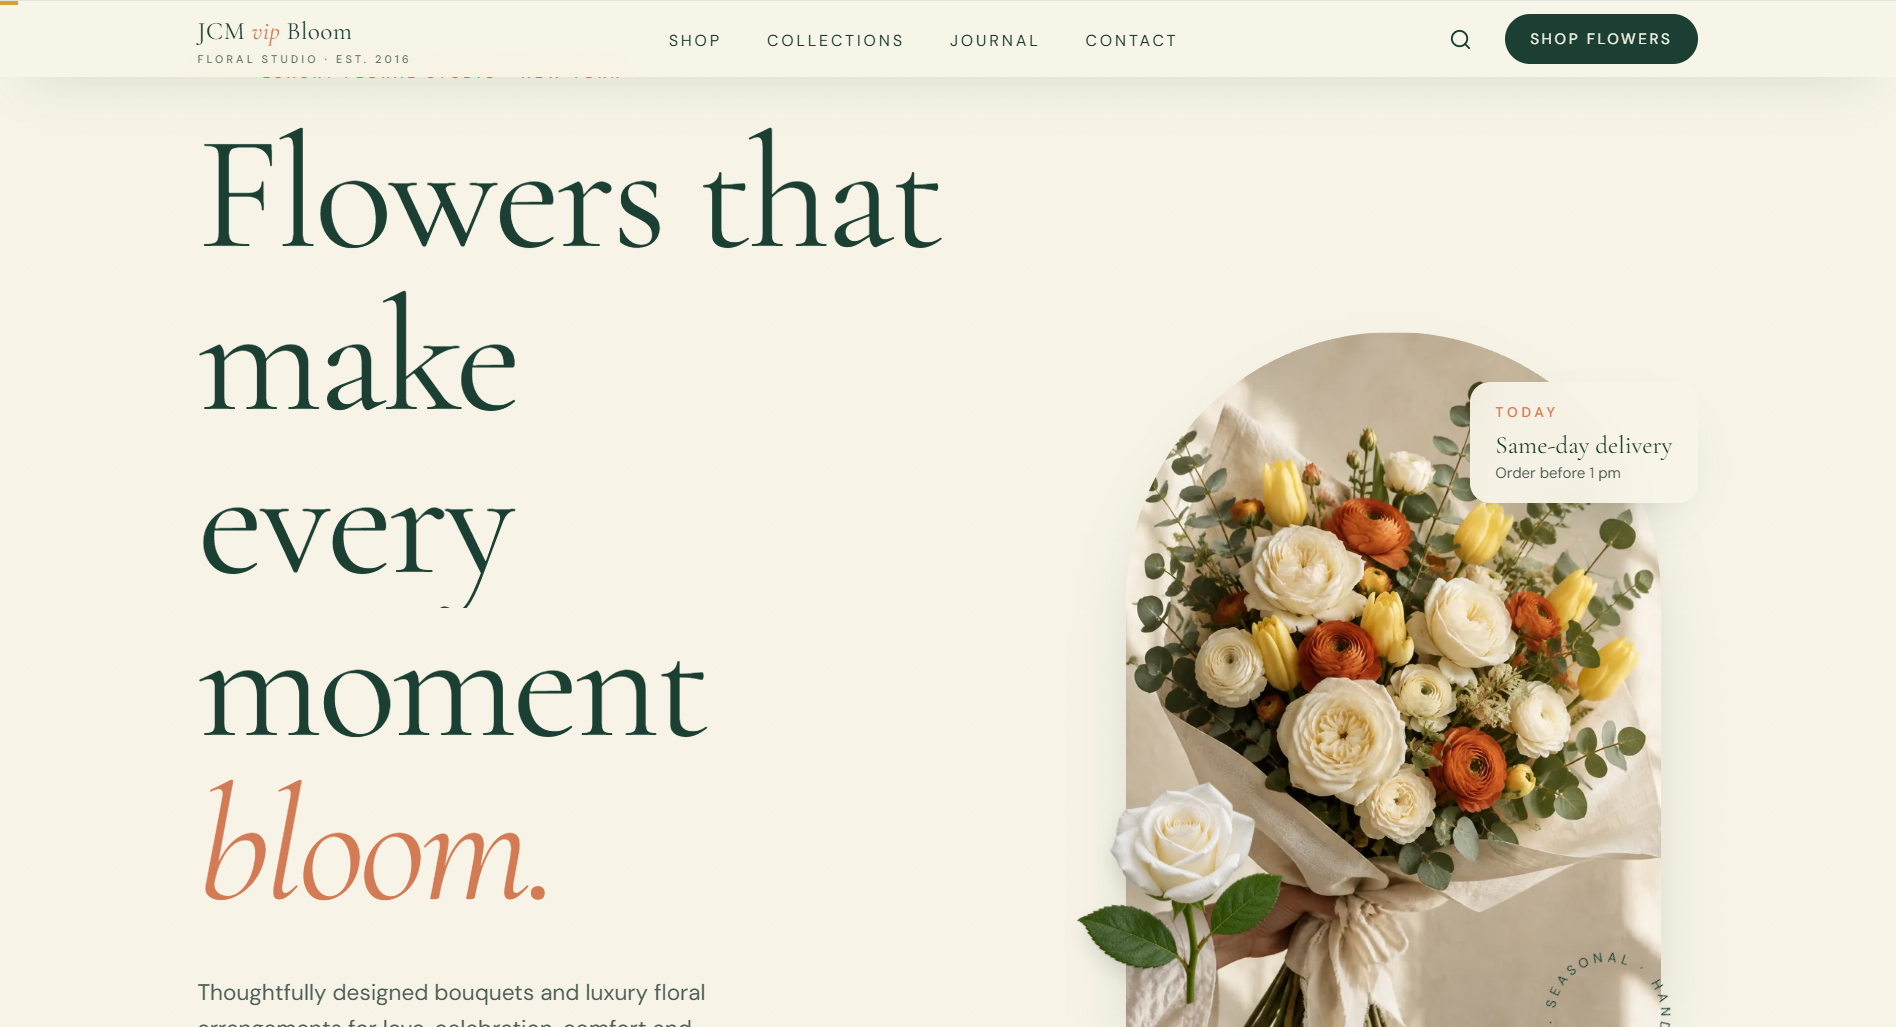 JCM vip Bloom
FLORAL STUDIO · EST. 2016
SHOP
COLLECTIONS
JOURNAL
CONTACT
SHOP FLOWERS
Flowers that
make
every
moment
bloom.
TODAY
Same-day delivery
Order before 1 pm
Thoughtfully designed bouquets and luxury floral
· SEASONAL ·